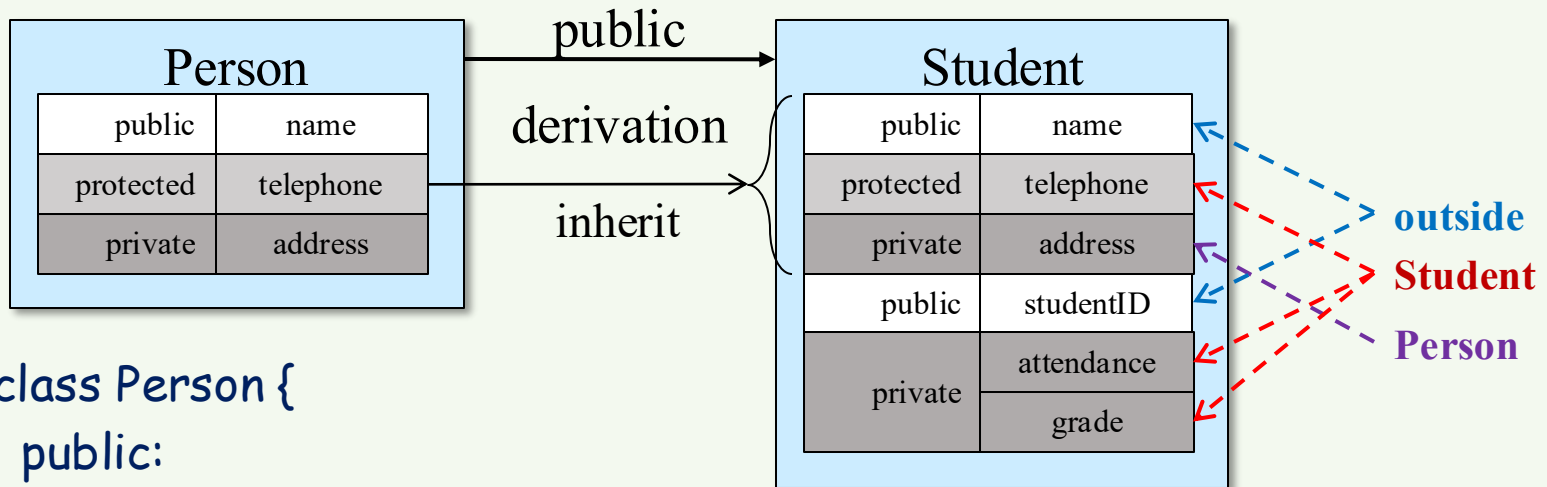 Person
public name
protected telephone
private address
public
derivation
inherit
Student
public name
protected telephone
private address
public studentID
private attendance
grade
outside
Student
Person
class Person {
public: